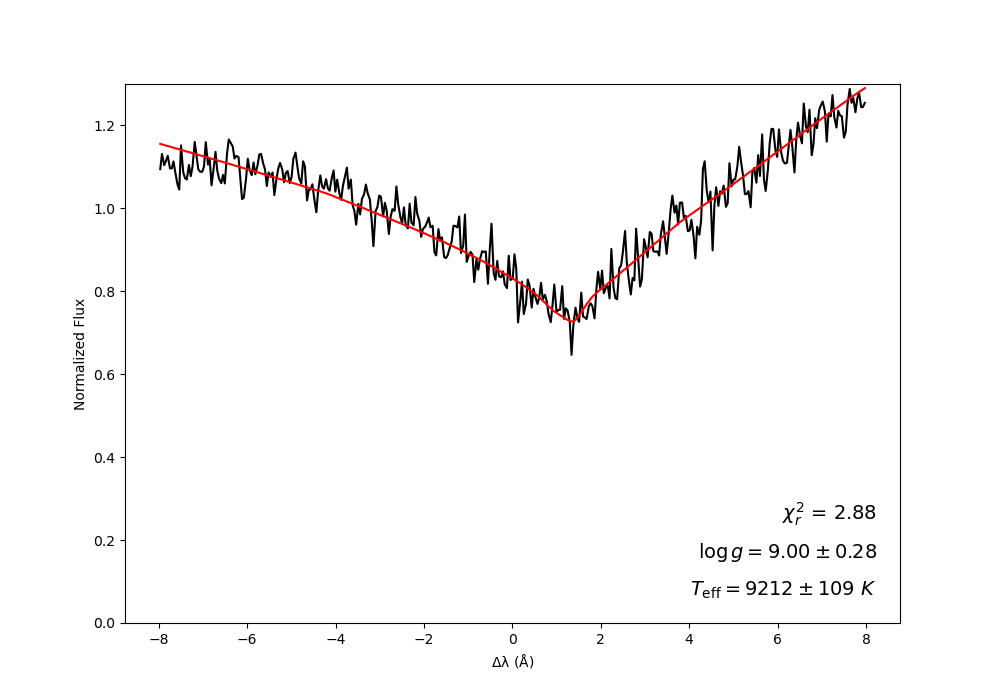 1.2
1.0
0.8
0.6
0.4
0.2
0.0
Normalized Flux
χ²ᵣ = 2.88
log g = 9.00 ± 0.28
T_eff = 9212 ± 109 K
−8 −6 −4 −2 0 2 4 6 8
Δλ (Å)